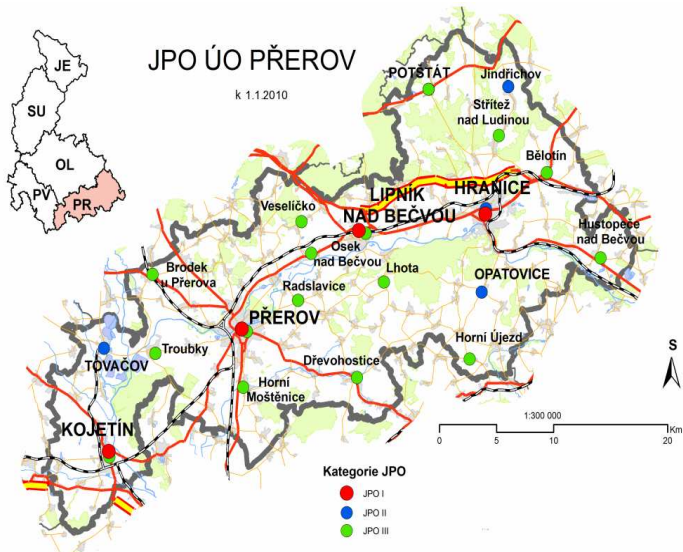 JPO ÚO PŘEROV
k 1.1.2010
JE
SU
OL
PV
PR
POTŠTÁT
Jindřichov
Střítež
nad Ludinou
Bělotín
HRANICE
LIPNÍK
NAD BEČVOU
Veselíčko
Osek
nad Bečvou
Hustopeče
nad Bečvou
Lhota
OPATOVICE
Brodek
u Přerova
Radslavice
PŘEROV
TOVAČOV
Troubky
Dřevohostice
Horní Újezd
Horní
Moštěnice
KOJETÍN
S
1:300 000
0 5 10 20
Km
Kategorie JPO
JPO I
JPO II
JPO III